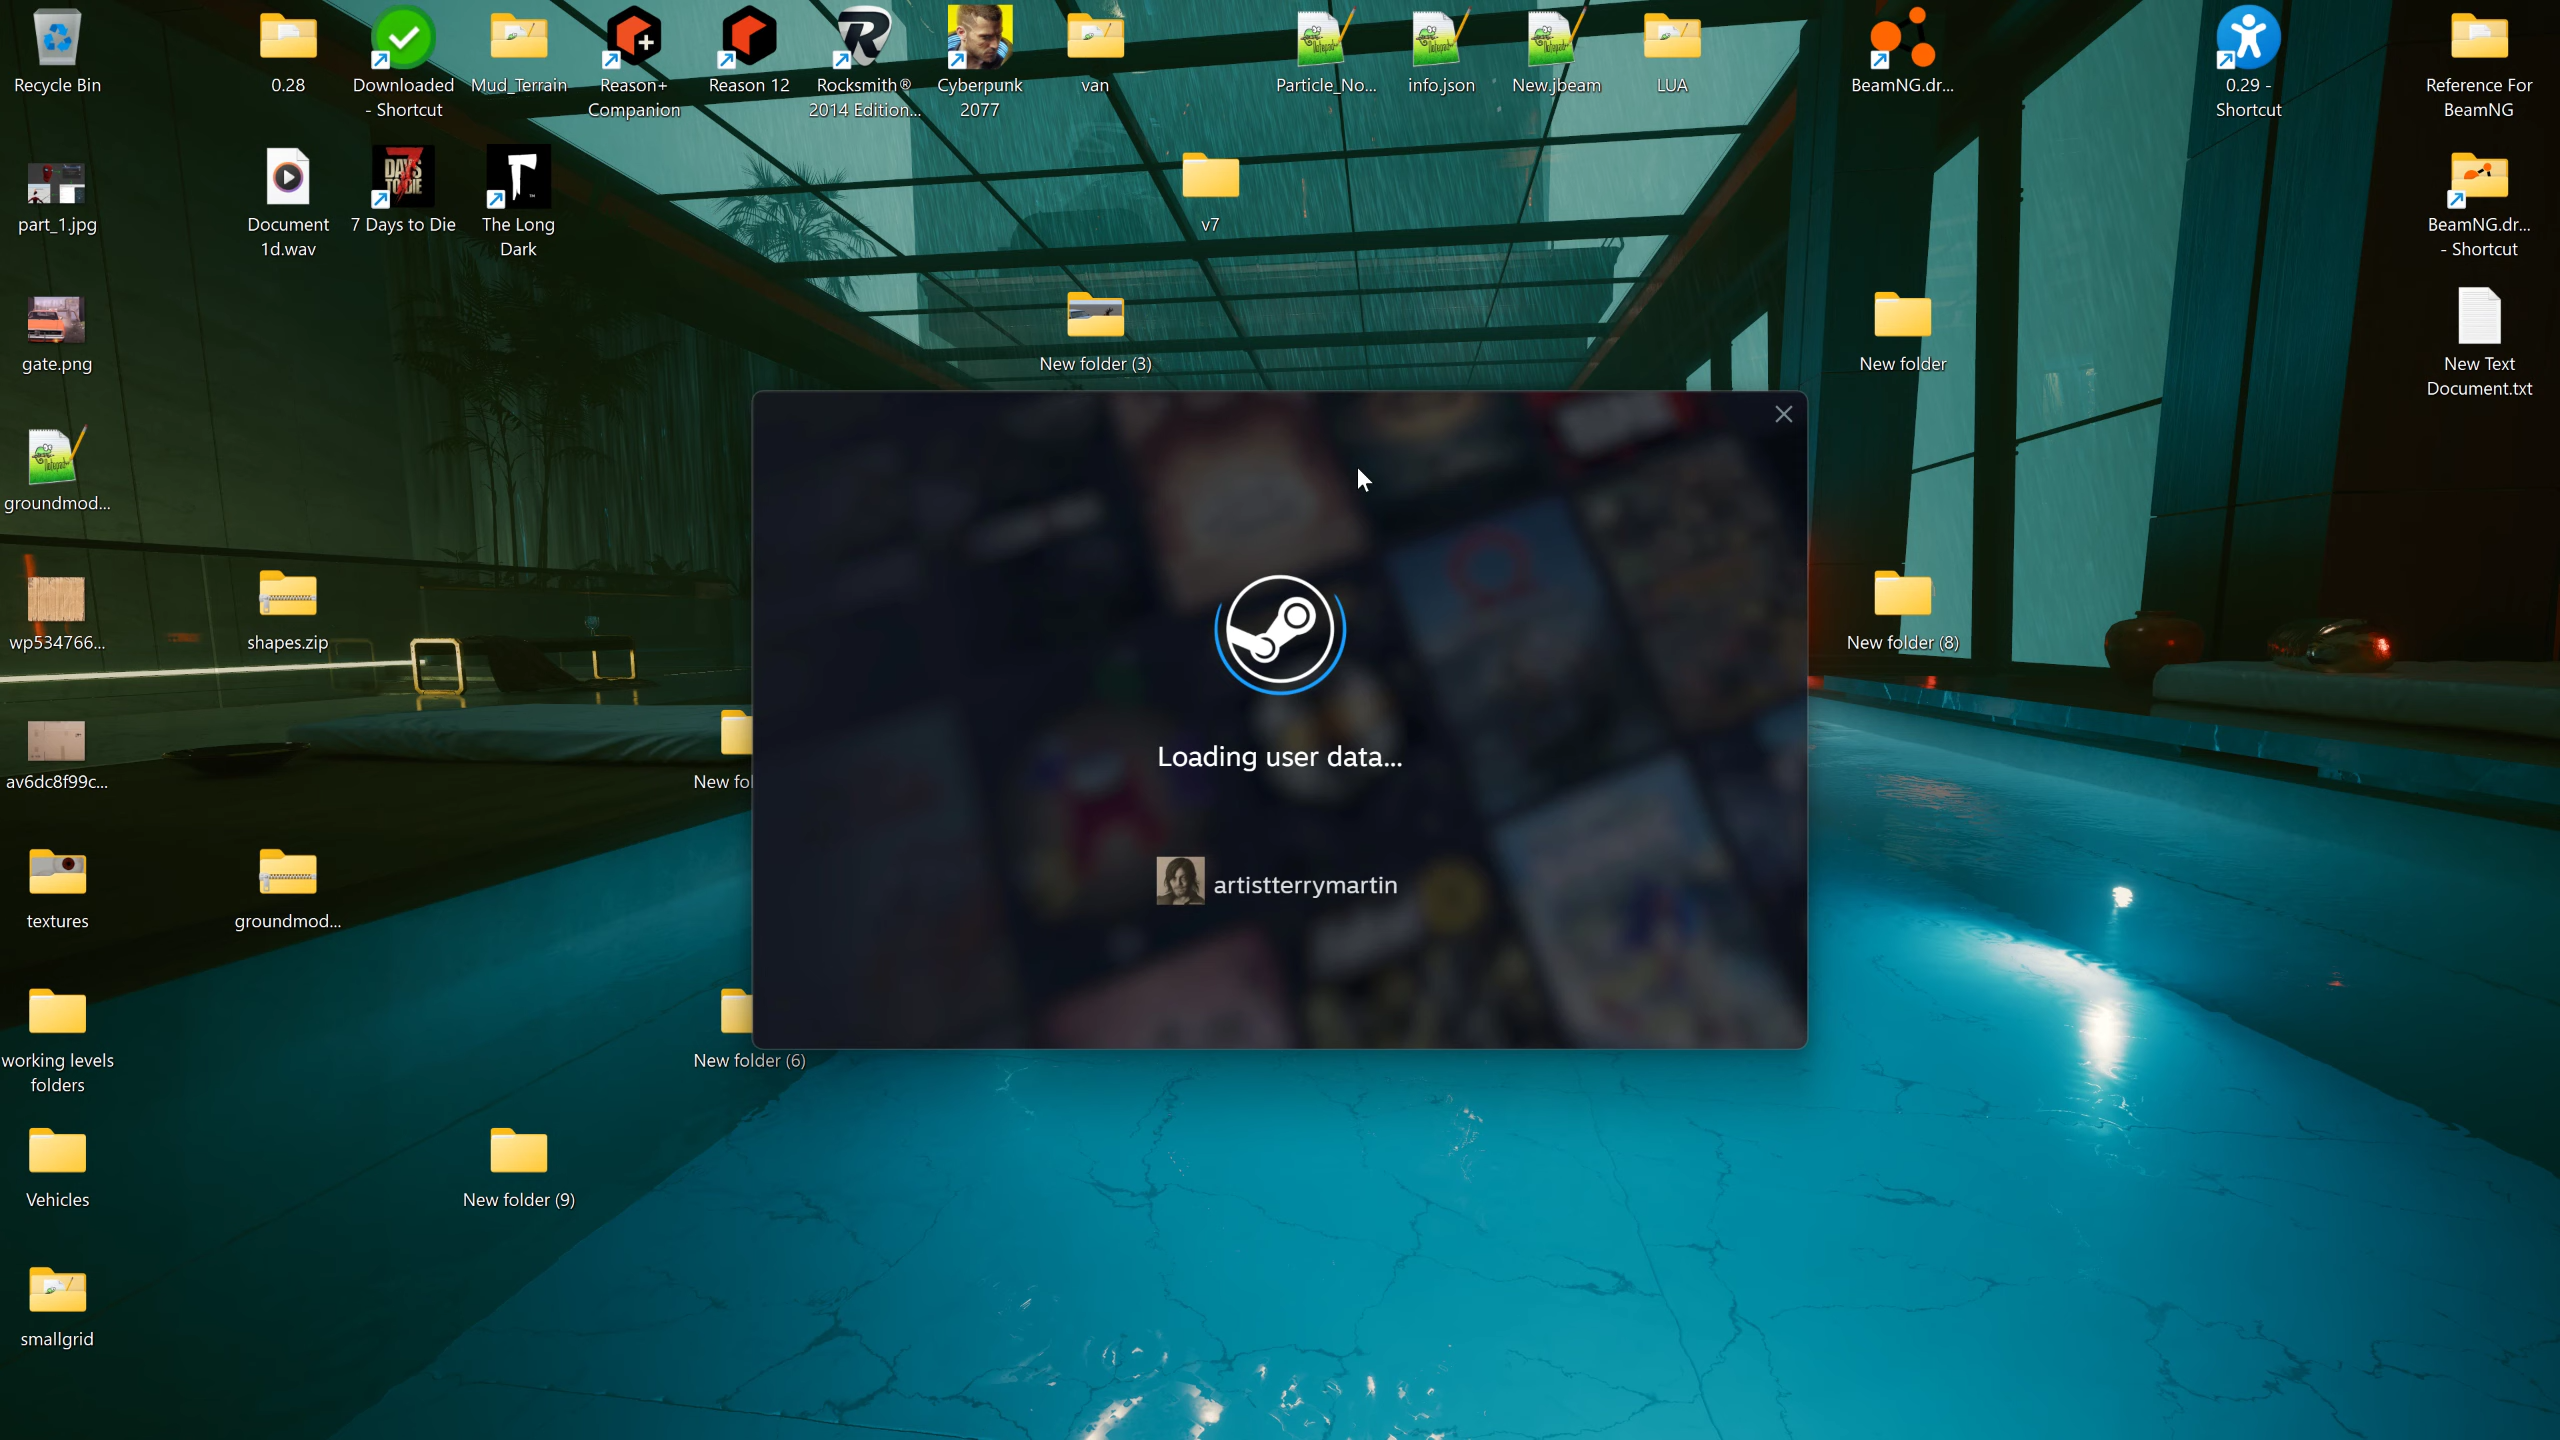 Recycle Bin
0.28
Downloaded
- Shortcut
Mud_Terrain
Reason+
Companion
Reason 12
Rocksmith®
2014 Edition...
Cyberpunk
2077
van
Particle_No...
info.json
New.jbeam
LUA
BeamNG.dr...
0.29 -
Shortcut
Reference For
BeamNG
part_1.jpg
Document
1d.wav
DAYS
TO DIE
7 Days to Die
The Long
Dark
v7
BeamNG.dr...
- Shortcut
gate.png
New folder (3)
New folder
New Text
Document.txt
groundmod...
wp534766...
shapes.zip
New folder (8)
Loading user data...
av6dc8f99c...
New fol
artistterrymartin
textures
groundmod...
working levels
folders
New folder (6)
Vehicles
New folder (9)
smallgrid